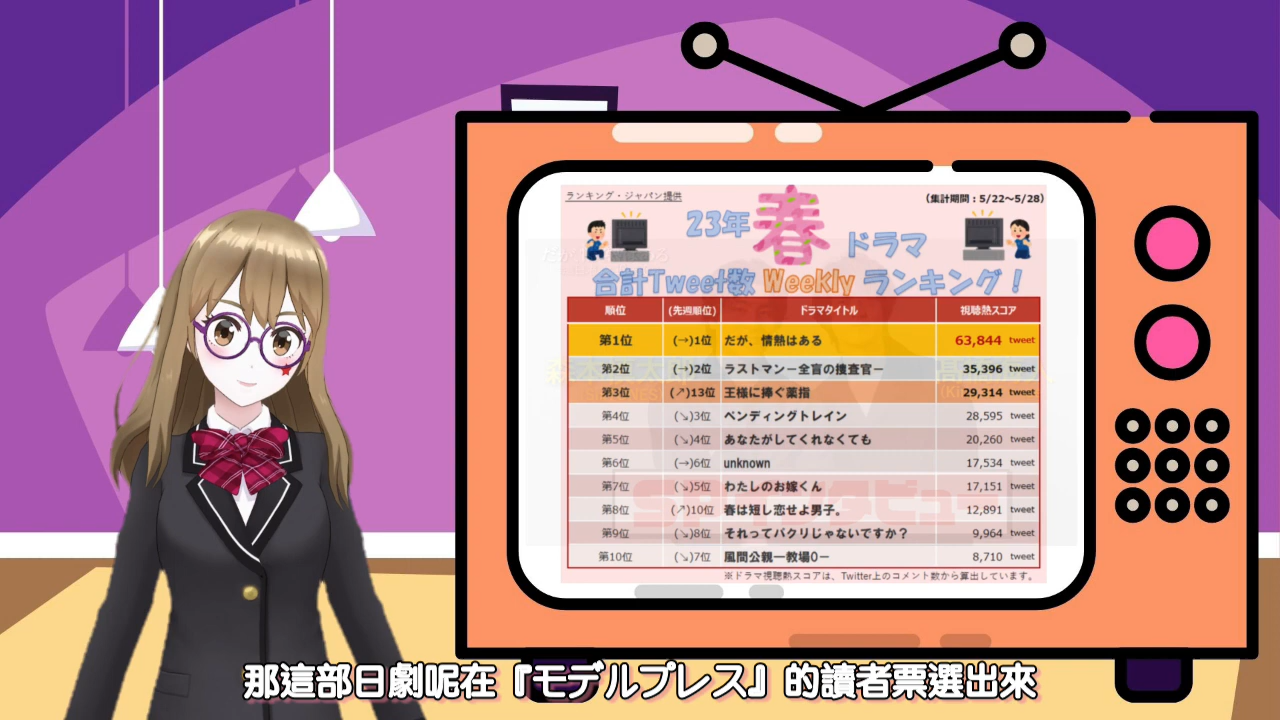 ランキング・ジャパン提供
(集計期間：5/22〜5/28)
23年春ドラマ
合計Tweet数 Weekly ランキング！
順位 (先週順位) ドラマタイトル 視聴熱スコア
第1位 (→)1位 だが、情熱はある 63,844 tweet
第2位 (→)2位 ラストマンー全盲の捜査官ー 35,396 tweet
第3位 (↗)13位 王様に捧ぐ薬指 29,314 tweet
第4位 (↘)3位 ペンディングトレイン 28,595 tweet
第5位 (↘)4位 あなたがしてくれなくても 20,260 tweet
第6位 (→)6位 unknown 17,534 tweet
第7位 (↘)5位 わたしのお嫁くん 17,151 tweet
第8位 (↗)10位 春は短し恋せよ男子。 12,891 tweet
第9位 (↘)8位 それってパクリじゃないですか？ 9,964 tweet
第10位 (↘)7位 風間公親ー教場0ー 8,710 tweet
※ドラマ視聴熱スコアは、Twitter上のコメント数から算出しています。
SPインタビュー
那這部日劇呢在『モデルプレス』的讀者票選出來